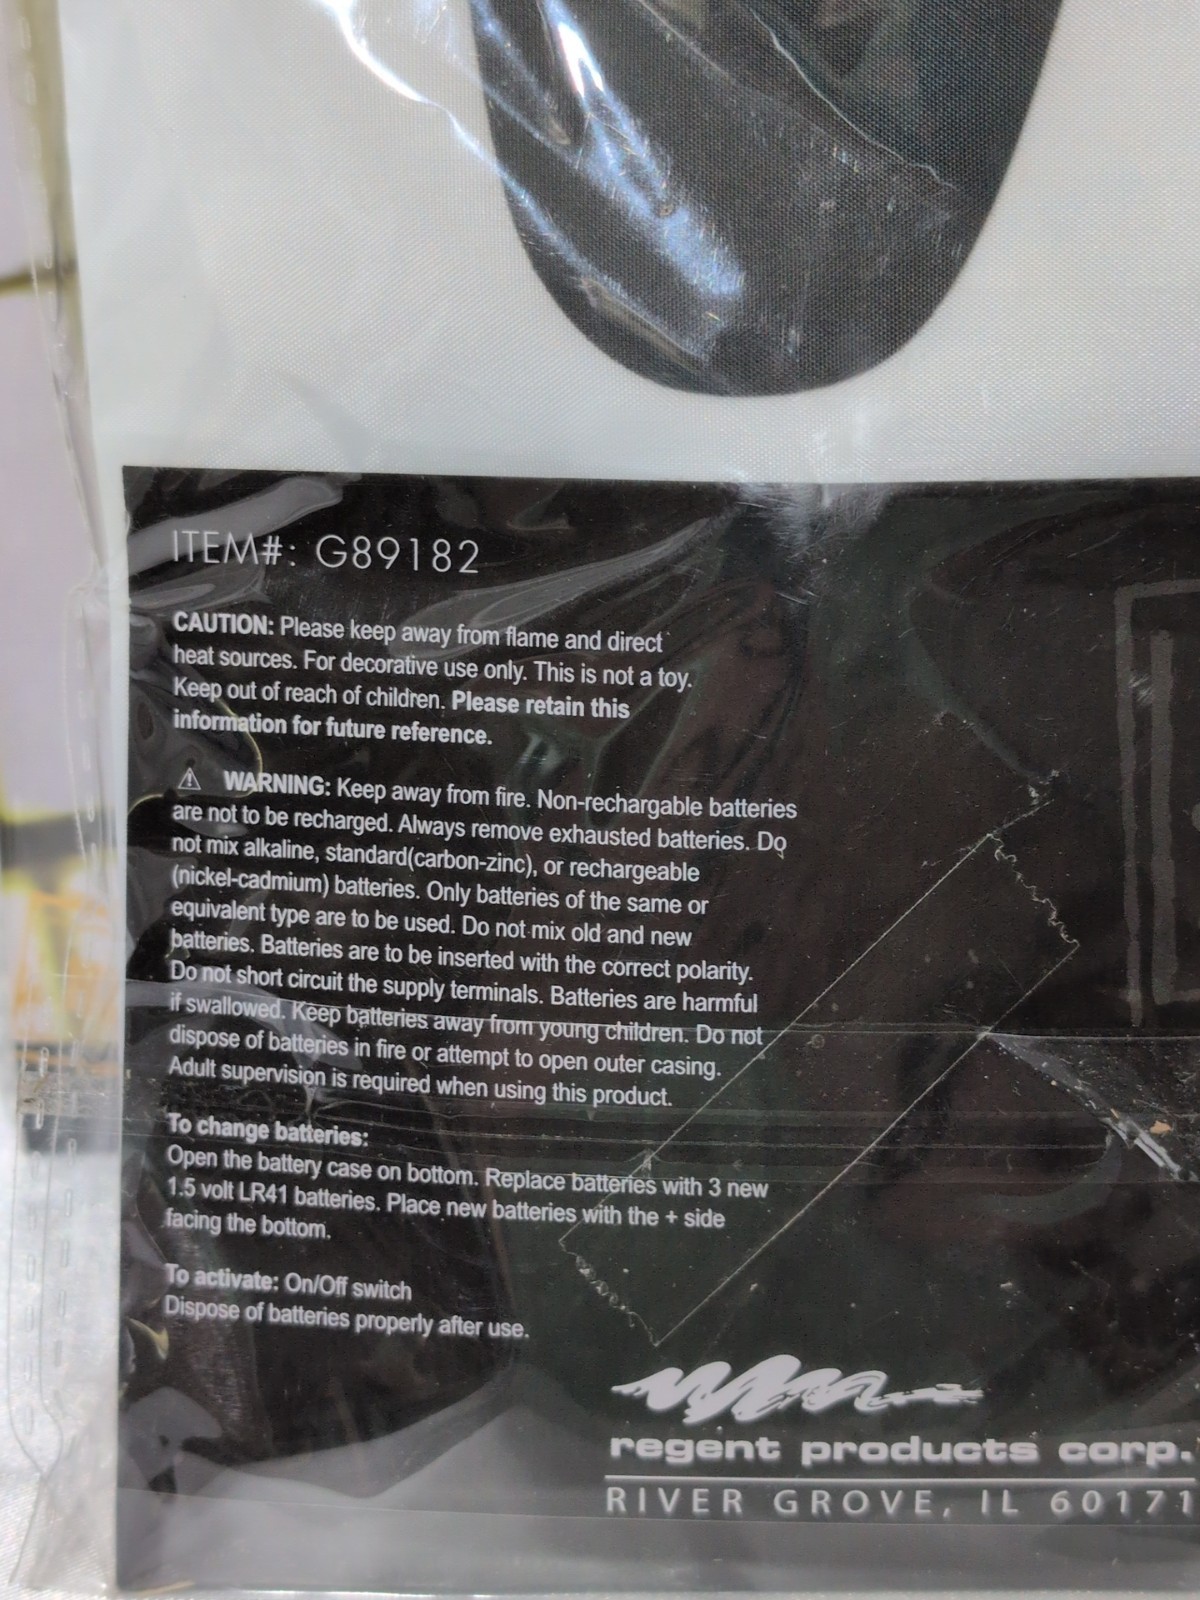 ITEM#: G89182
CAUTION: Please keep away from flame and direct
heat sources. For decorative use only. This is not a toy.
Keep out of reach of children. Please retain this
information for future reference.
⚠ WARNING: Keep away from fire. Non-rechargable batteries
are not to be recharged. Always remove exhausted batteries. Do
not mix alkaline, standard(carbon-zinc), or rechargeable
(nickel-cadmium) batteries. Only batteries of the same or
equivalent type are to be used. Do not mix old and new
batteries. Batteries are to be inserted with the correct polarity.
Do not short circuit the supply terminals. Batteries are harmful
if swallowed. Keep batteries away from young children. Do not
dispose of batteries in fire or attempt to open outer casing.
Adult supervision is required when using this product.
To change batteries:
Open the battery case on bottom. Replace batteries with 3 new
1.5 volt LR41 batteries. Place new batteries with the + side
facing the bottom.
To activate: On/Off switch
Dispose of batteries properly after use.
regent products corp.
RIVER GROVE, IL 60171